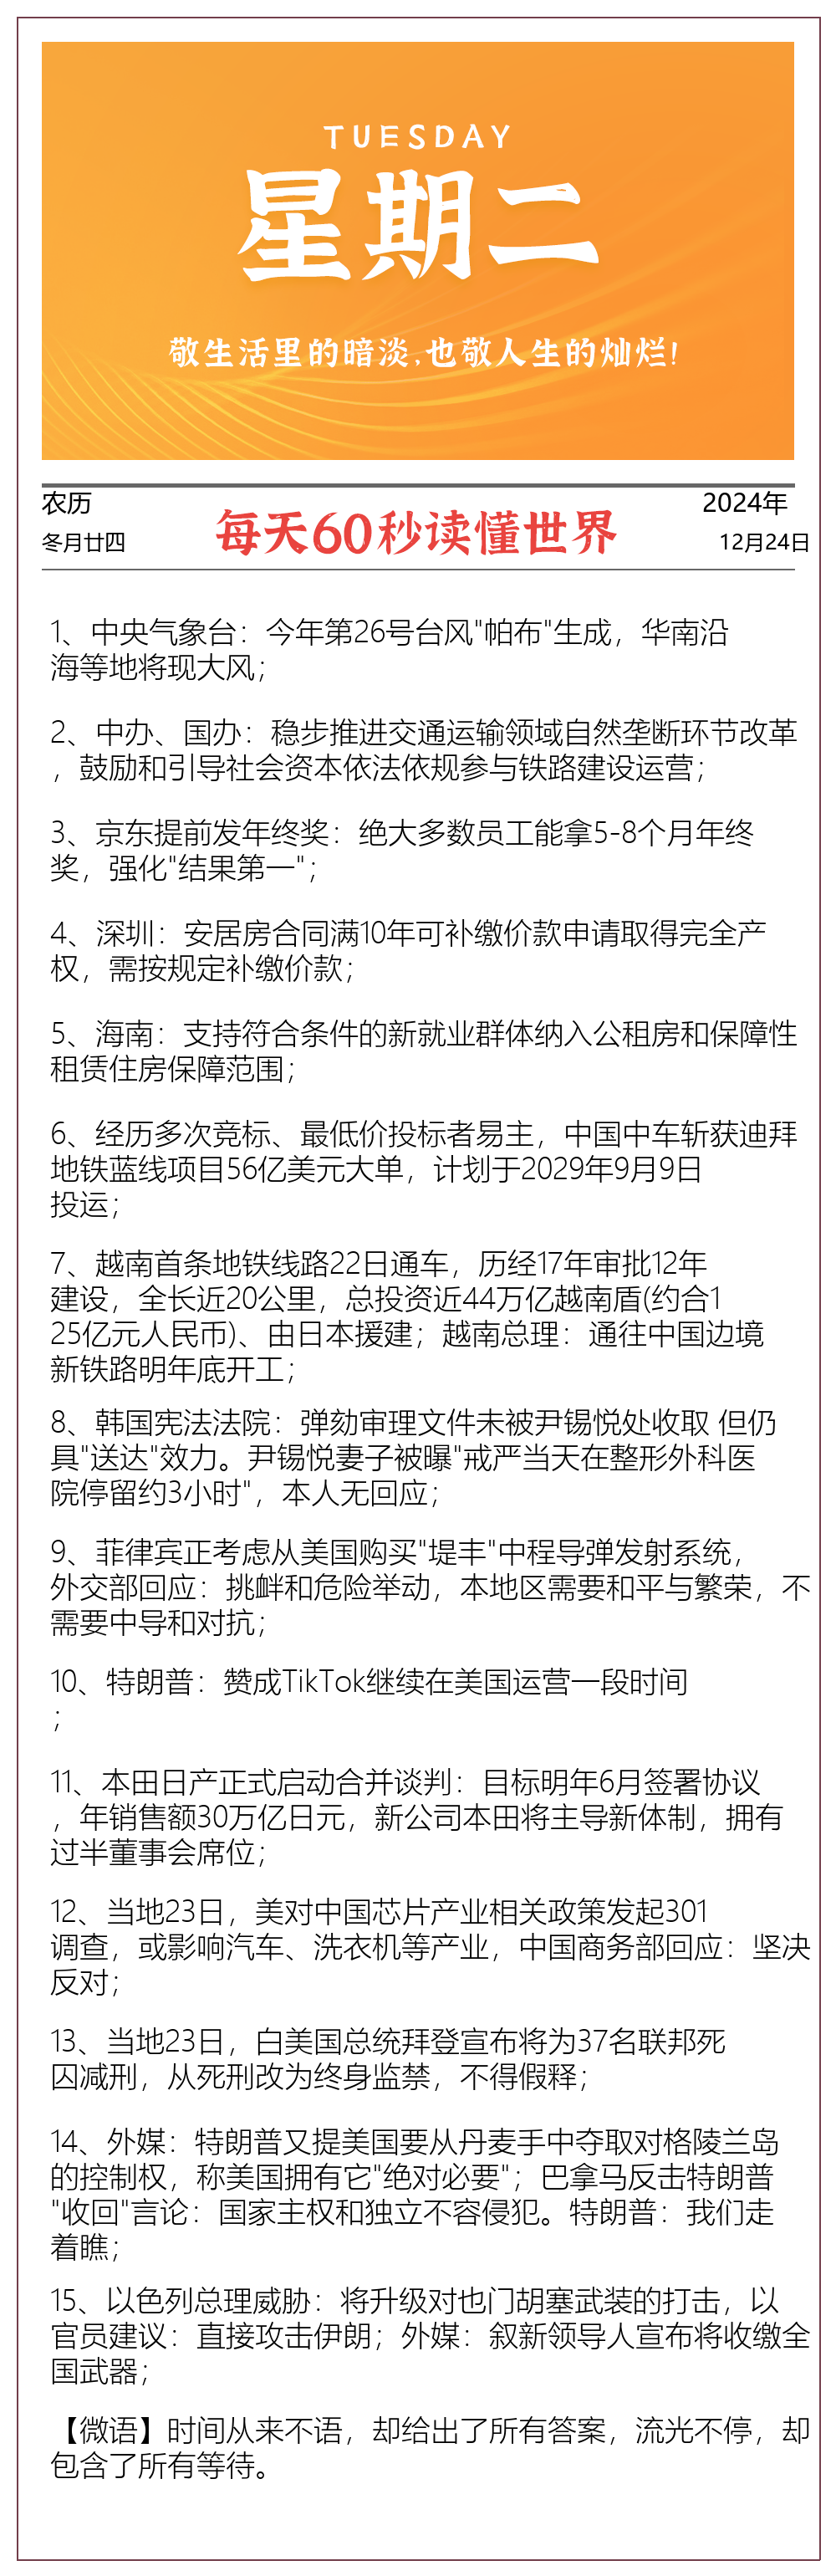 TUESDAY
星期二
敬生活里的暗淡,也敬人生的灿烂!
农历
冬月廿四
每天60秒读懂世界
2024年
12月24日
1、中央气象台：今年第26号台风"帕布"生成，华南沿
海等地将现大风；
2、中办、国办：稳步推进交通运输领域自然垄断环节改革
，鼓励和引导社会资本依法依规参与铁路建设运营；
3、京东提前发年终奖：绝大多数员工能拿5-8个月年终
奖，强化"结果第一"；
4、深圳：安居房合同满10年可补缴价款申请取得完全产
权，需按规定补缴价款；
5、海南：支持符合条件的新就业群体纳入公租房和保障性
租赁住房保障范围；
6、经历多次竞标、最低价投标者易主，中国中车斩获迪拜
地铁蓝线项目56亿美元大单，计划于2029年9月9日
投运；
7、越南首条地铁线路22日通车，历经17年审批12年
建设，全长近20公里，总投资近44万亿越南盾(约合1
25亿元人民币)、由日本援建；越南总理：通往中国边境
新铁路明年底开工；
8、韩国宪法法院：弹劾审理文件未被尹锡悦处收取 但仍
具"送达"效力。尹锡悦妻子被曝"戒严当天在整形外科医
院停留约3小时"，本人无回应；
9、菲律宾正考虑从美国购买"堤丰"中程导弹发射系统，
外交部回应：挑衅和危险举动，本地区需要和平与繁荣，不
需要中导和对抗；
10、特朗普：赞成TikTok继续在美国运营一段时间
；
11、本田日产正式启动合并谈判：目标明年6月签署协议
，年销售额30万亿日元，新公司本田将主导新体制，拥有
过半董事会席位；
12、当地23日，美对中国芯片产业相关政策发起301
调查，或影响汽车、洗衣机等产业，中国商务部回应：坚决
反对；
13、当地23日，白美国总统拜登宣布将为37名联邦死
囚减刑，从死刑改为终身监禁，不得假释；
14、外媒：特朗普又提美国要从丹麦手中夺取对格陵兰岛
的控制权，称美国拥有它"绝对必要"；巴拿马反击特朗普
"收回"言论：国家主权和独立不容侵犯。特朗普：我们走
着瞧；
15、以色列总理威胁：将升级对也门胡塞武装的打击，以
官员建议：直接攻击伊朗；外媒：叙新领导人宣布将收缴全
国武器；
【微语】时间从来不语，却给出了所有答案，流光不停，却
包含了所有等待。